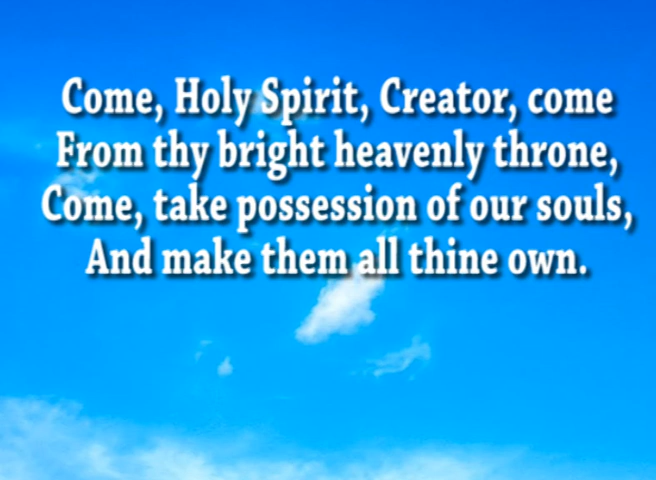 Come, Holy Spirit, Creator, come
From thy bright heavenly throne,
Come, take possession of our souls,
And make them all thine own.